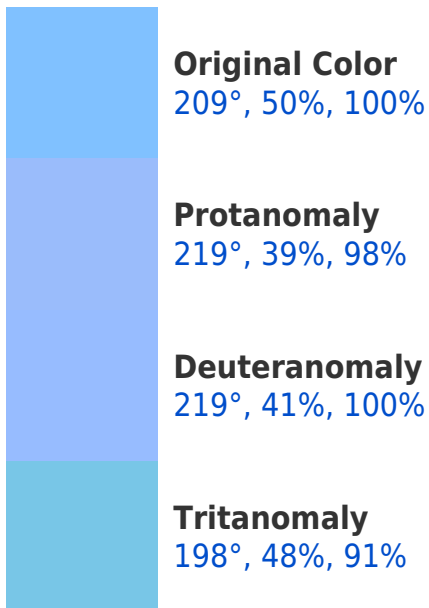 Original Color
209°, 50%, 100%
Protanomaly
219°, 39%, 98%
Deuteranomaly
219°, 41%, 100%
Tritanomaly
198°, 48%, 91%